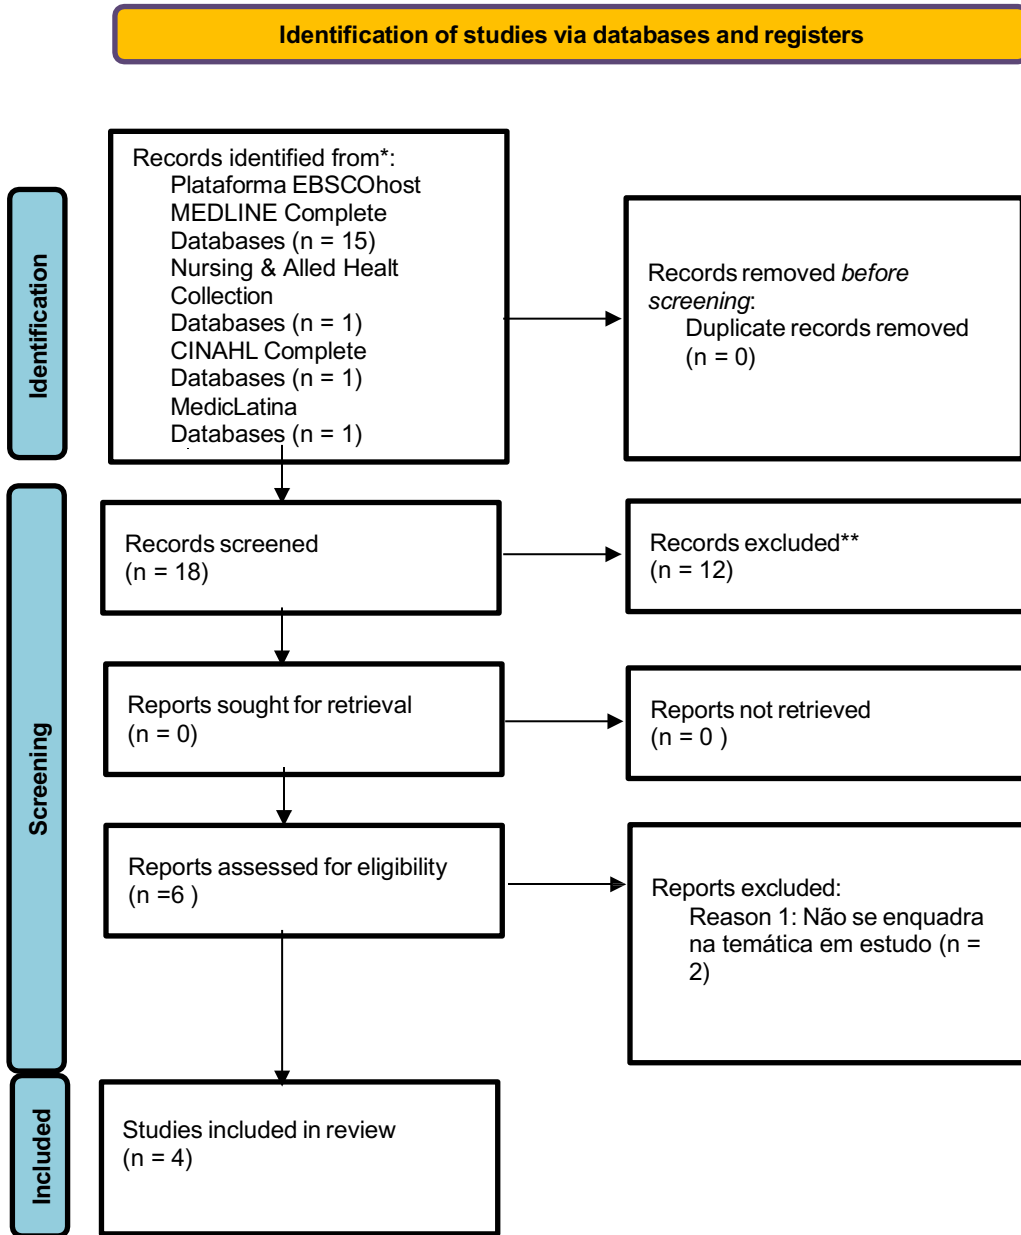 Identification of studies via databases and registers
Identification
Records identified from*:
Plataforma EBSCOhost
MEDLINE Complete
Databases (n = 15)
Nursing & Alled Healt
Collection
Databases (n = 1)
CINAHL Complete
Databases (n = 1)
MedicLatina
Databases (n = 1)
Records removed before
screening:
Duplicate records removed
(n = 0)
Screening
Records screened
(n = 18)
Records excluded**
(n = 12)
Reports sought for retrieval
(n = 0)
Reports not retrieved
(n = 0 )
Reports assessed for eligibility
(n =6 )
Reports excluded:
Reason 1: Não se enquadra
na temática em estudo (n =
2)
Included
Studies included in review
(n = 4)